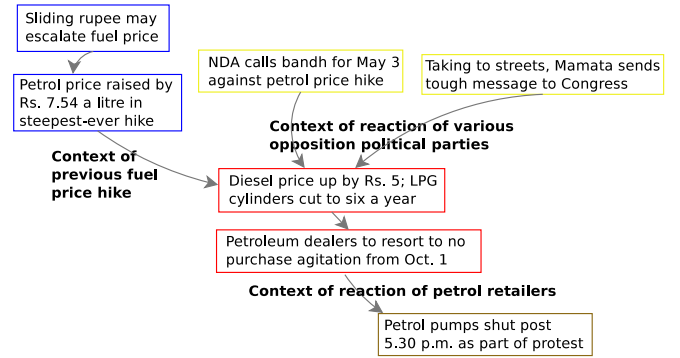 Sliding rupee may
escalate fuel price
NDA calls bandh for May 3
against petrol price hike
Taking to streets, Mamata sends
tough message to Congress
Petrol price raised by
Rs. 7.54 a litre in
steepest-ever hike
Context of reaction of various
opposition political parties
Context of
previous fuel
price hike
Diesel price up by Rs. 5; LPG
cylinders cut to six a year
Petroleum dealers to resort to no
purchase agitation from Oct. 1
Context of reaction of petrol retailers
Petrol pumps shut post
5.30 p.m. as part of protest